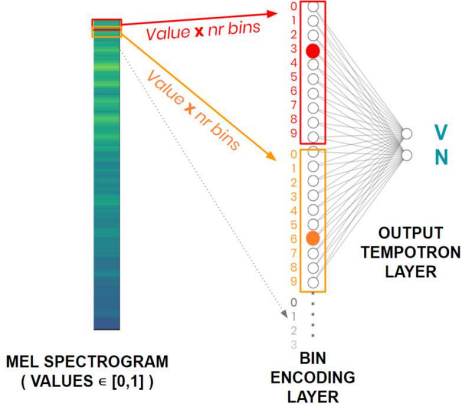 Value x nr bins
Value x nr bins
0
1
2
3
4
5
6
7
8
9
0
1
2
3
4
5
6
7
8
9
0
1
2
3
V
N
OUTPUT
TEMPOTRON
LAYER
MEL SPECTROGRAM
( VALUES ∈ [0,1] )
BIN
ENCODING
LAYER